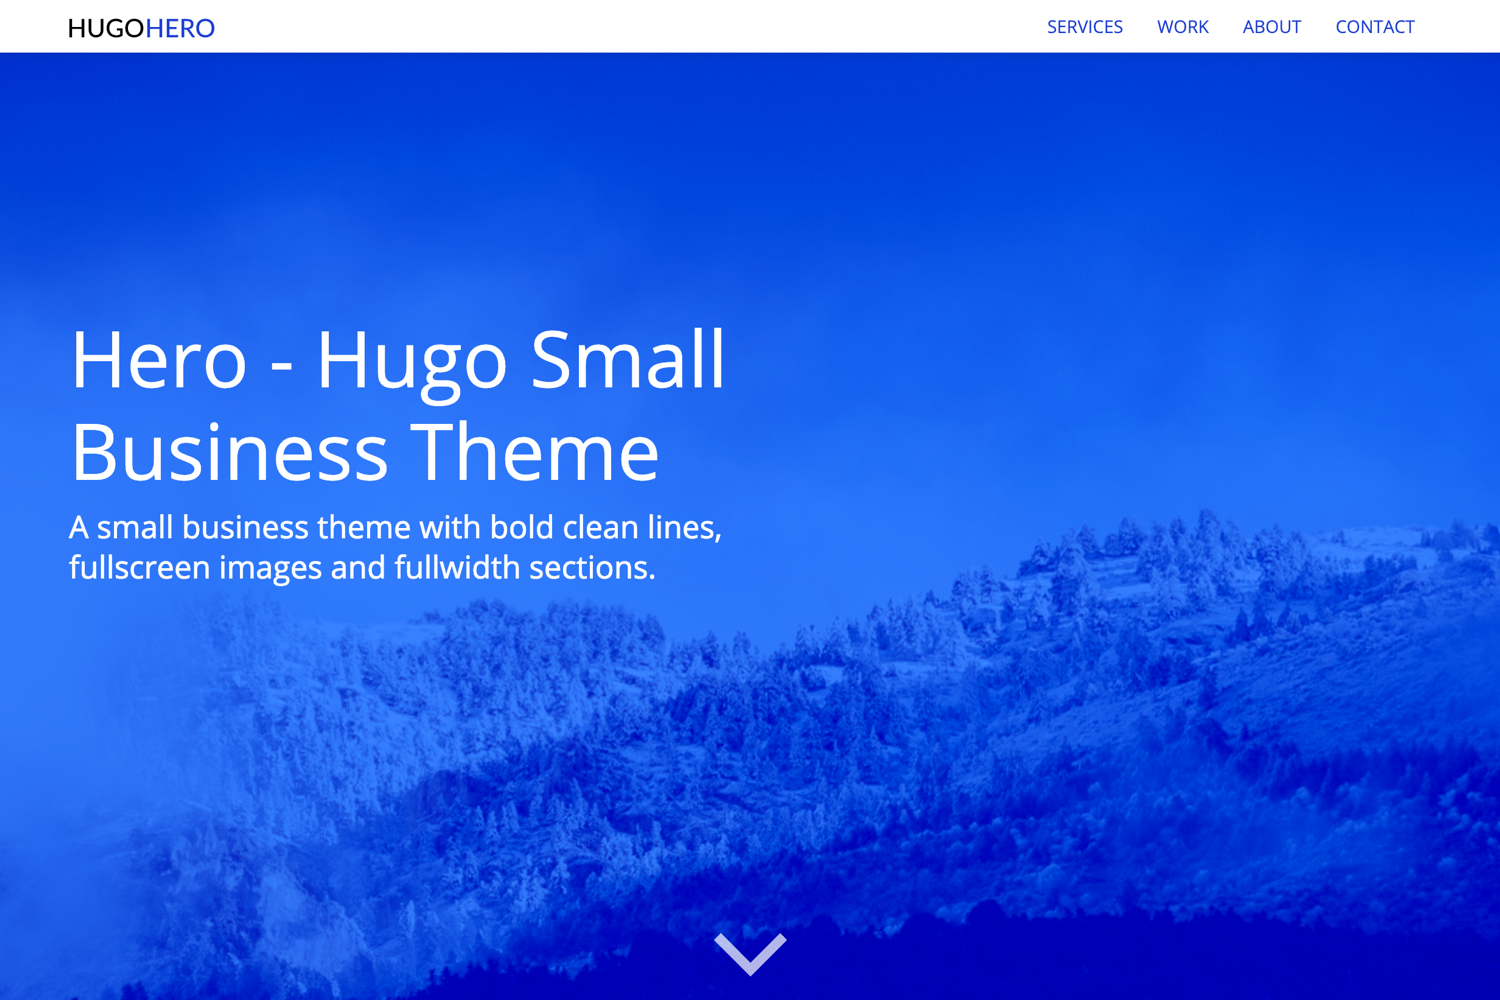 HUGOHERO
SERVICES WORK ABOUT CONTACT
Hero - Hugo Small
Business Theme
A small business theme with bold clean lines,
fullscreen images and fullwidth sections.